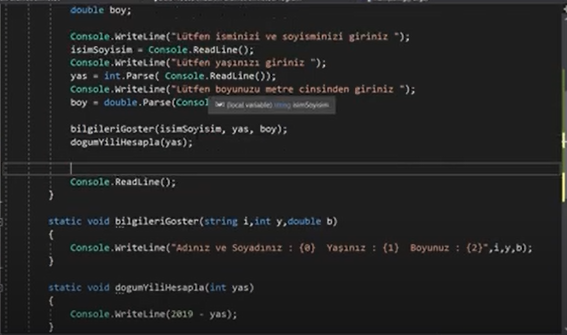 double boy;
Console.WriteLine("Lütfen isminizi ve soyisminizi giriniz ");
isimSoyisim = Console.ReadLine();
Console.WriteLine("Lütfen yaşınızı giriniz ");
yas = int.Parse( Console.ReadLine());
Console.WriteLine("Lütfen boyunuzu metre cinsinden giriniz ");
boy = double.Parse(Conso
(local variable) string isimSoyisim
bilgileriGoster(isimSoyisim, yas, boy);
dogumYiliHesapla(yas);
Console.ReadLine();
}
static void bilgileriGoster(string i,int y,double b)
{
Console.WriteLine("Adınız ve Soyadınız : {0}  Yaşınız : {1}  Boyunuz : {2}",i,y,b);
}
static void dogumYiliHesapla(int yas)
{
Console.WriteLine(2019 - yas);
}